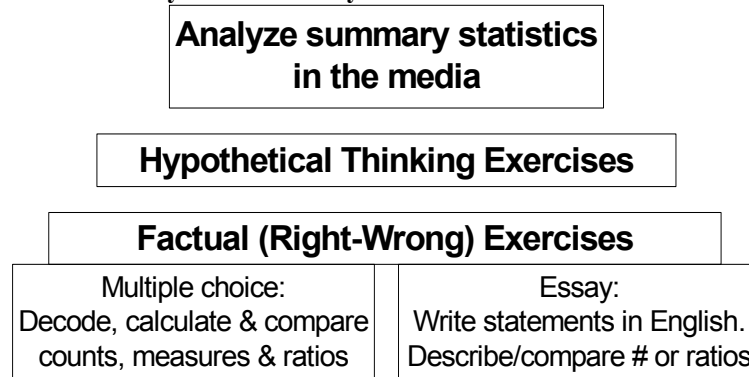 Analyze summary statistics
in the media
Hypothetical Thinking Exercises
Factual (Right-Wrong) Exercises
Multiple choice:
Decode, calculate & compare
counts, measures & ratios
Essay:
Write statements in English.
Describe/compare # or ratios